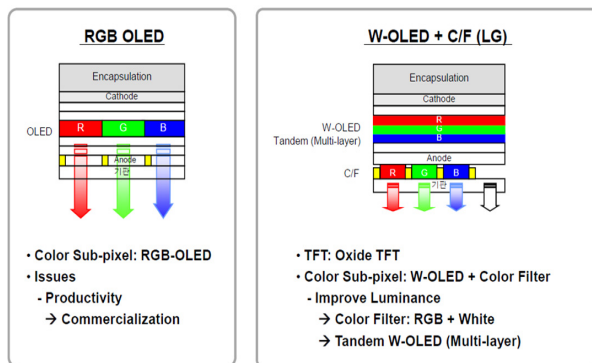 RGB OLED
Encapsulation
Cathode
OLED
R G B
Anode
기판
• Color Sub-pixel: RGB-OLED
• Issues
- Productivity
→ Commercialization
W-OLED + C/F (LG)
Encapsulation
Cathode
W-OLED
Tandem (Multi-layer)
R
G
B
Anode
C/F
R G B
기판
• TFT: Oxide TFT
• Color Sub-pixel: W-OLED + Color Filter
- Improve Luminance
→ Color Filter: RGB + White
→ Tandem W-OLED (Multi-layer)